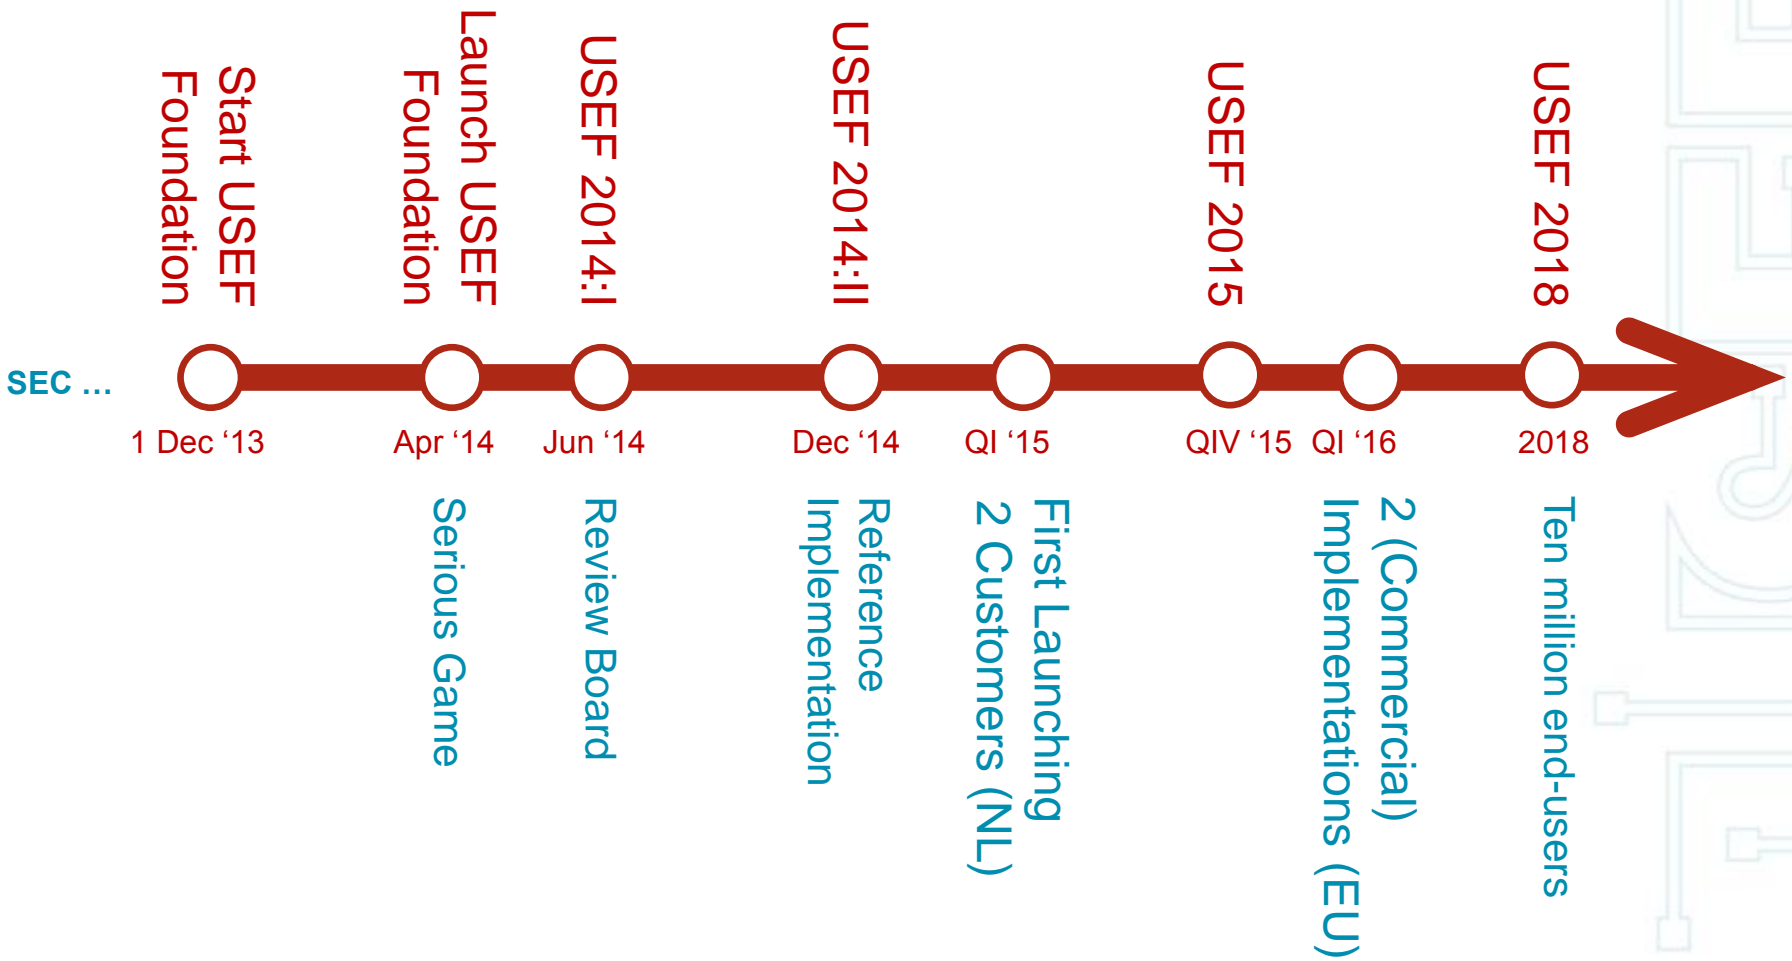 Start USEF
Foundation
Launch USEF
Foundation
USEF 2014:I
USEF 2014:II
USEF 2015
USEF 2018
SEC ...
1 Dec ‘13
Apr ‘14
Jun ‘14
Dec ‘14
QI ‘15
QIV ‘15
QI ‘16
2018
Serious Game
Review Board
Reference
Implementation
First Launching
2 Customers (NL)
2 (Commercial)
Implementations (EU)
Ten million end-users